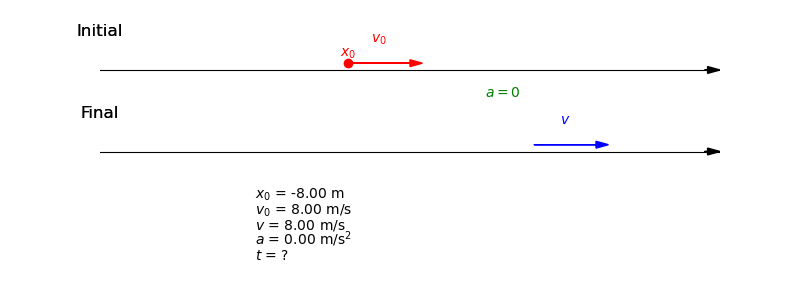 Initial
v₀
x₀
a = 0
Final
v
x₀ = -8.00 m
v₀ = 8.00 m/s
v = 8.00 m/s
a = 0.00 m/s²
t = ?